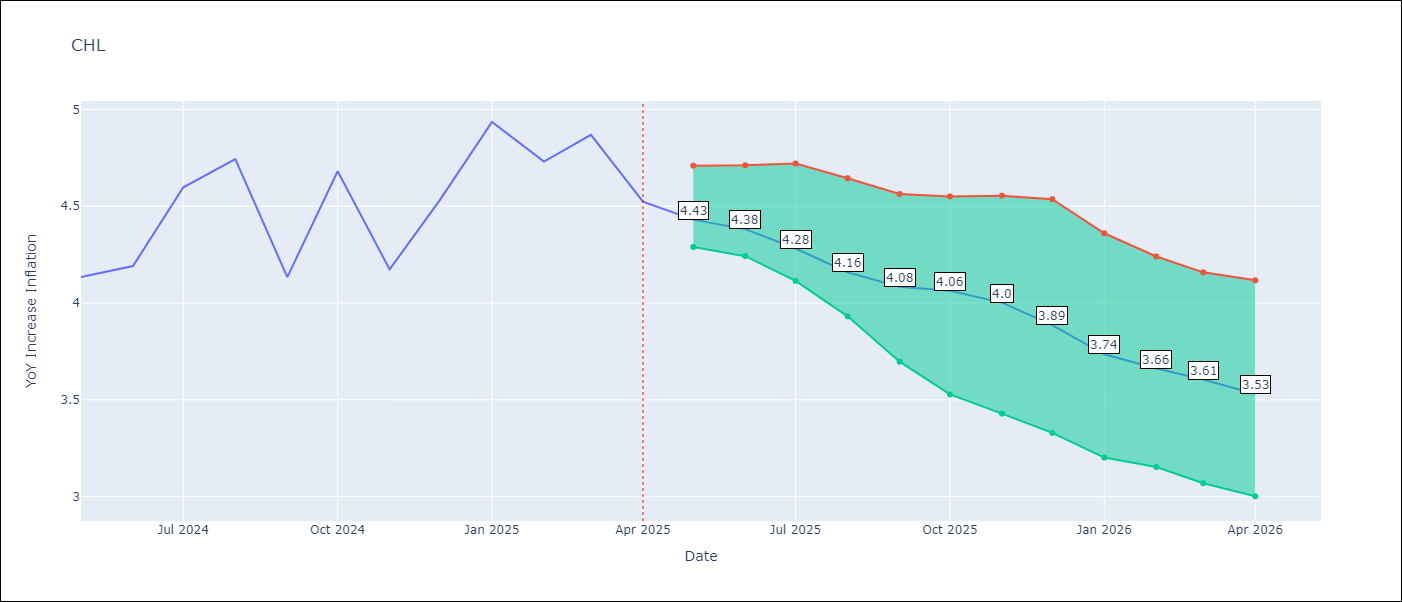 CHL
5
4.5
4
3.5
3
YoY Increase Inflation
4.43
4.38
4.28
4.16
4.08
4.06
4.0
3.89
3.74
3.66
3.61
3.53
Jul 2024
Oct 2024
Jan 2025
Apr 2025
Jul 2025
Oct 2025
Jan 2026
Apr 2026
Date